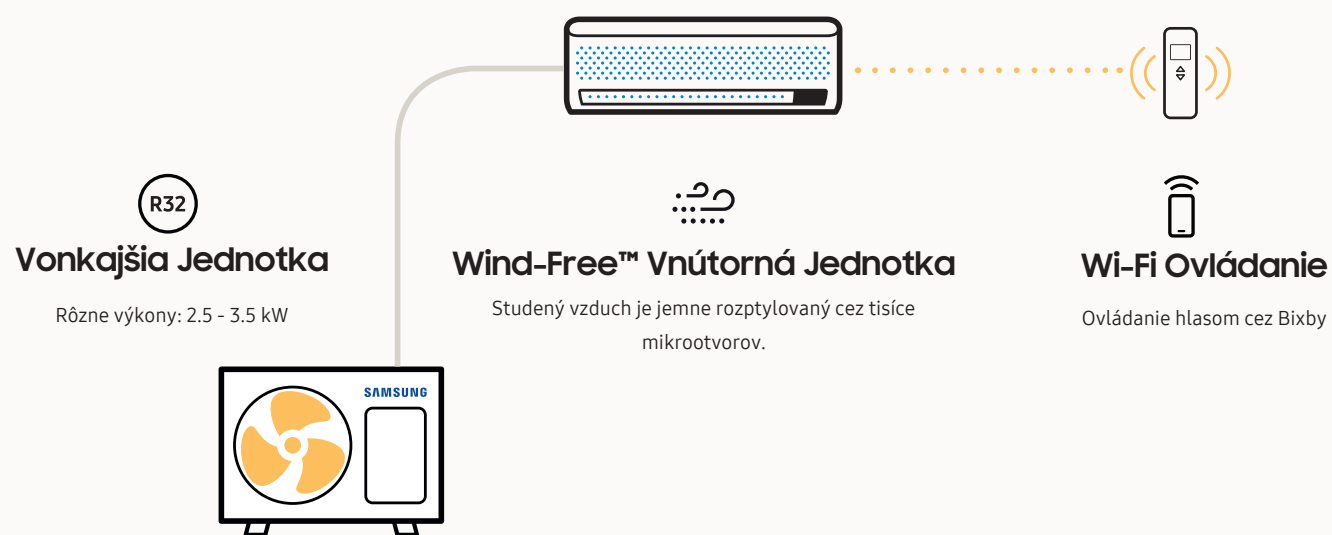 R32
Vonkajšia Jednotka
Rôzne výkony: 2.5 - 3.5 kW
Wind-Free™ Vnútorná Jednotka
Studený vzduch je jemne rozptylovaný cez tisíce
mikrootvorov.
Wi-Fi Ovládanie
Ovládanie hlasom cez Bixby
SAMSUNG